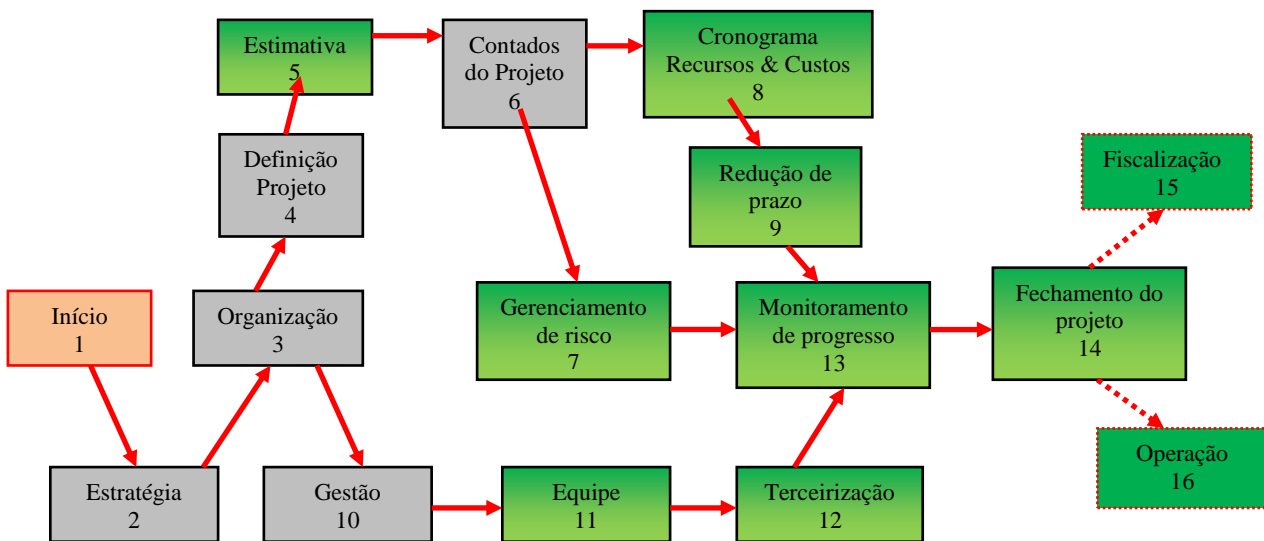 Estimativa
5
Contados
do Projeto
6
Cronograma
Recursos & Custos
8
Definição
Projeto
4
Redução de
prazo
9
Fiscalização
15
Início
1
Organização
3
Gerenciamento
de risco
7
Monitoramento
de progresso
13
Fechamento do
projeto
14
Estratégia
2
Gestão
10
Equipe
11
Terceirização
12
Operação
16